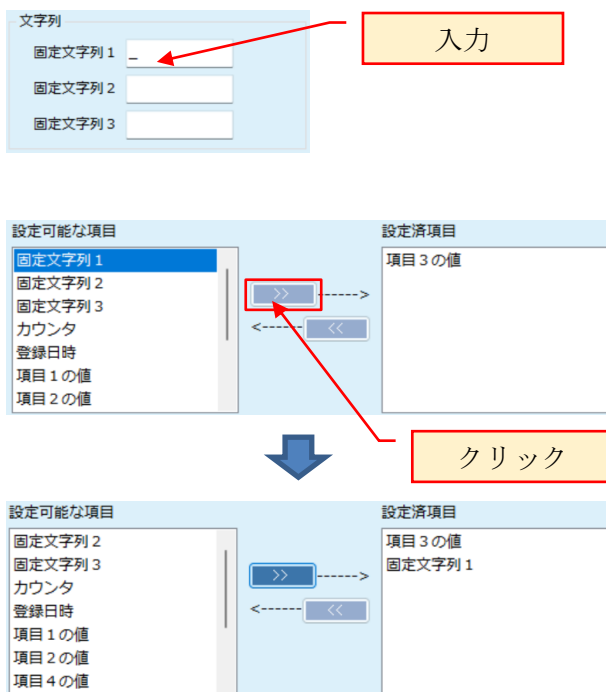 文字列
固定文字列1 _
入力
固定文字列2
固定文字列3
設定可能な項目
設定済項目
固定文字列1
固定文字列2
固定文字列3
カウンタ
登録日時
項目1の値
項目2の値
>> ------>
<------ <<
項目3の値
クリック
設定可能な項目
設定済項目
固定文字列2
固定文字列3
カウンタ
登録日時
項目1の値
項目2の値
項目4の値
>> ------>
<------ <<
項目3の値
固定文字列1